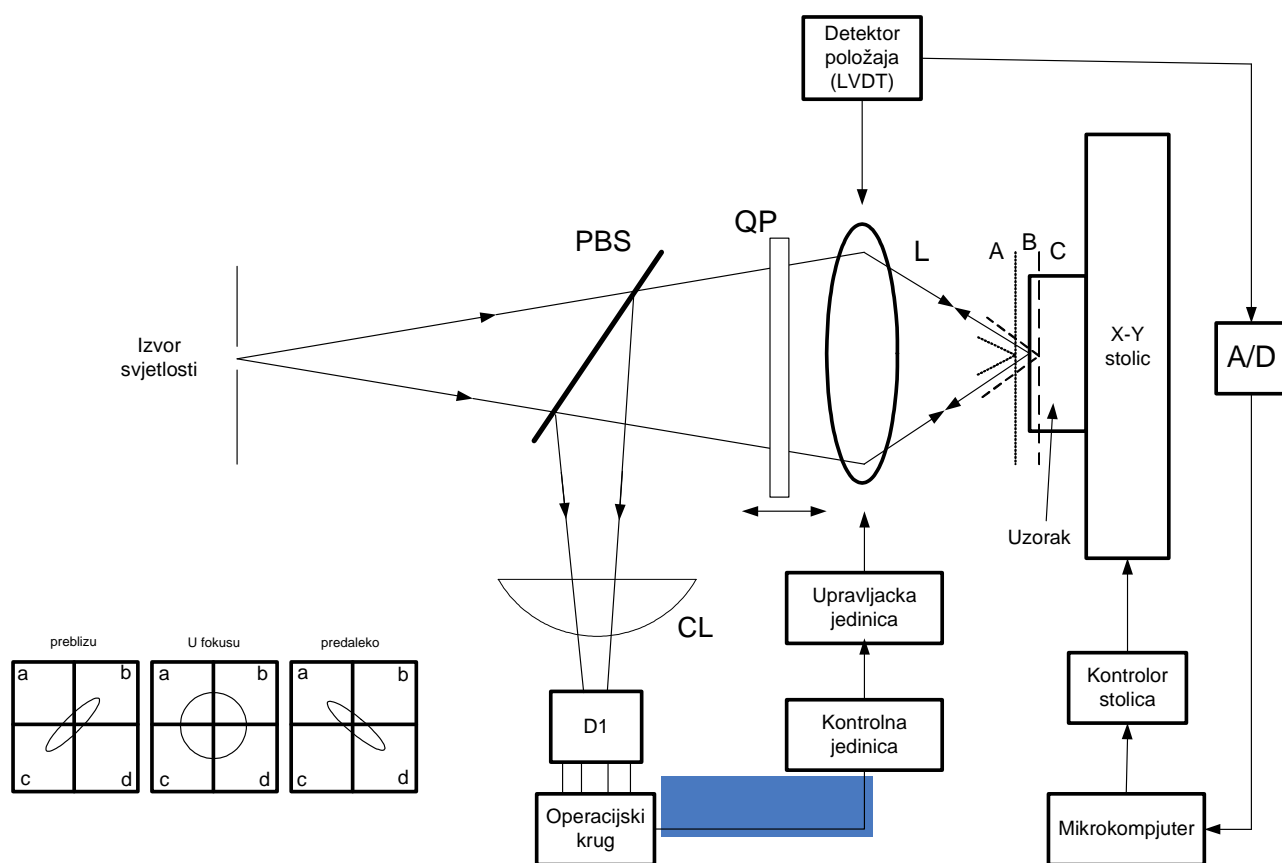 Detektor
položaja
(LVDT)
QP
PBS
L
A
B
C
Izvor
svjetlosti
X-Y
stolic
A/D
Uzorak
Upravljacka
jedinica
CL
preblizu
U fokusu
predaleko
a
b
c
d
a
b
c
d
a
b
c
d
D1
Kontrolna
jedinica
Kontrolor
stolica
Operacijski
krug
Mikrokompjuter